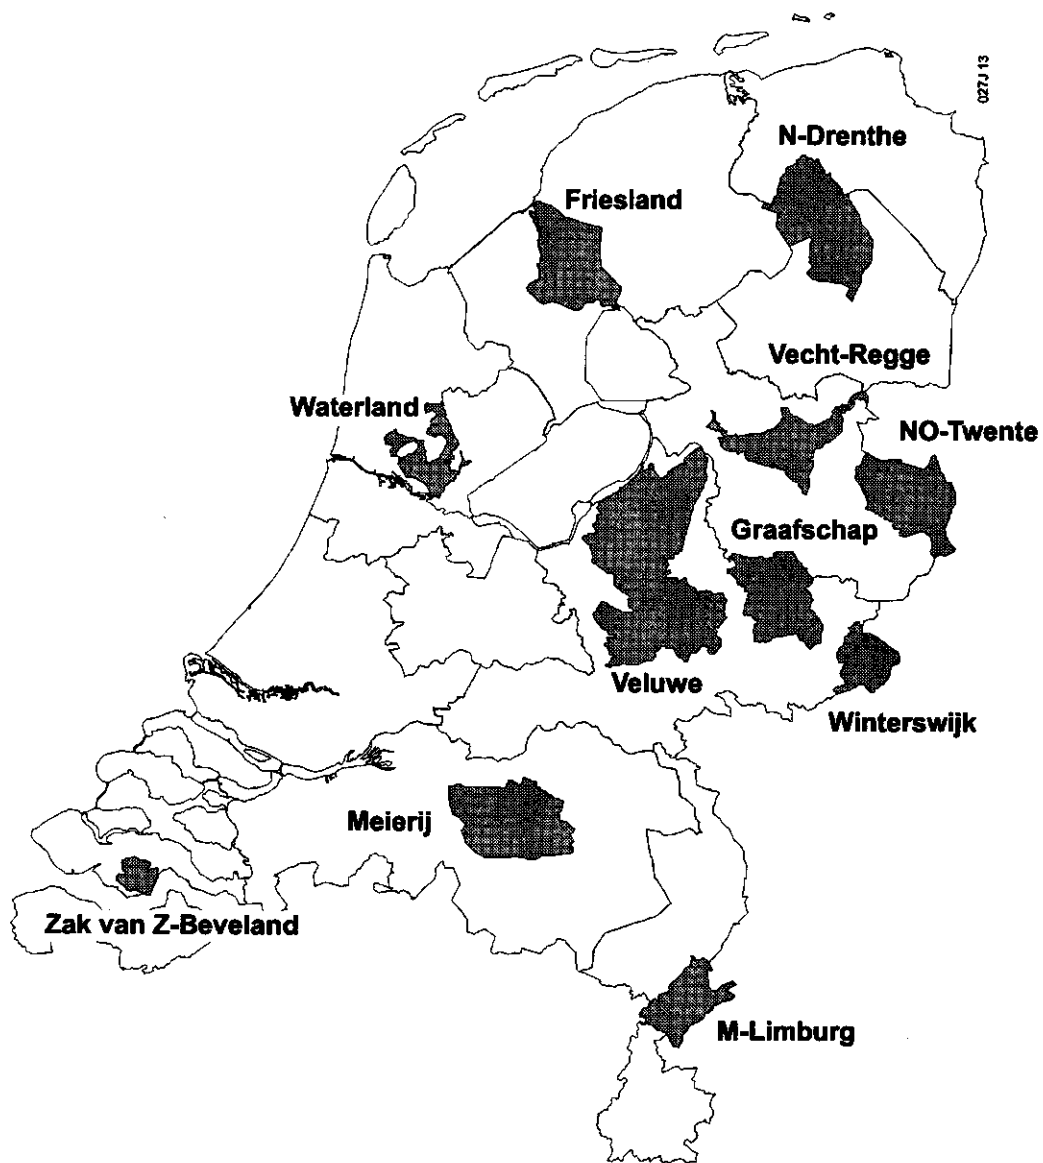 027J 13
N-Drenthe
Friesland
Vecht-Regge
Waterland
NO-Twente
Graafschap
Veluwe
Winterswijk
Meierij
Zak van Z-Beveland
M-Limburg